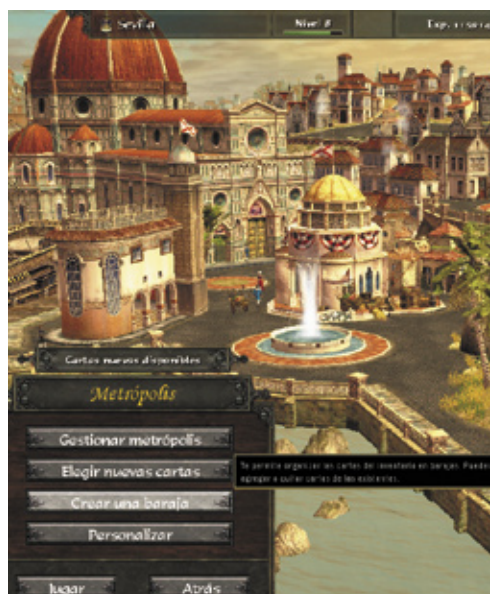 Sevilla
Nivel 8
Cartas nuevas disponibles
Metrópolis
Gestionar metrópolis
Elegir nuevas cartas
Crear una baraja
Te permite organizar las cartas del inventario en barajas. Puedes
agregar o quitar cartas de las existentes.
Personalizar
Jugar
Atrás